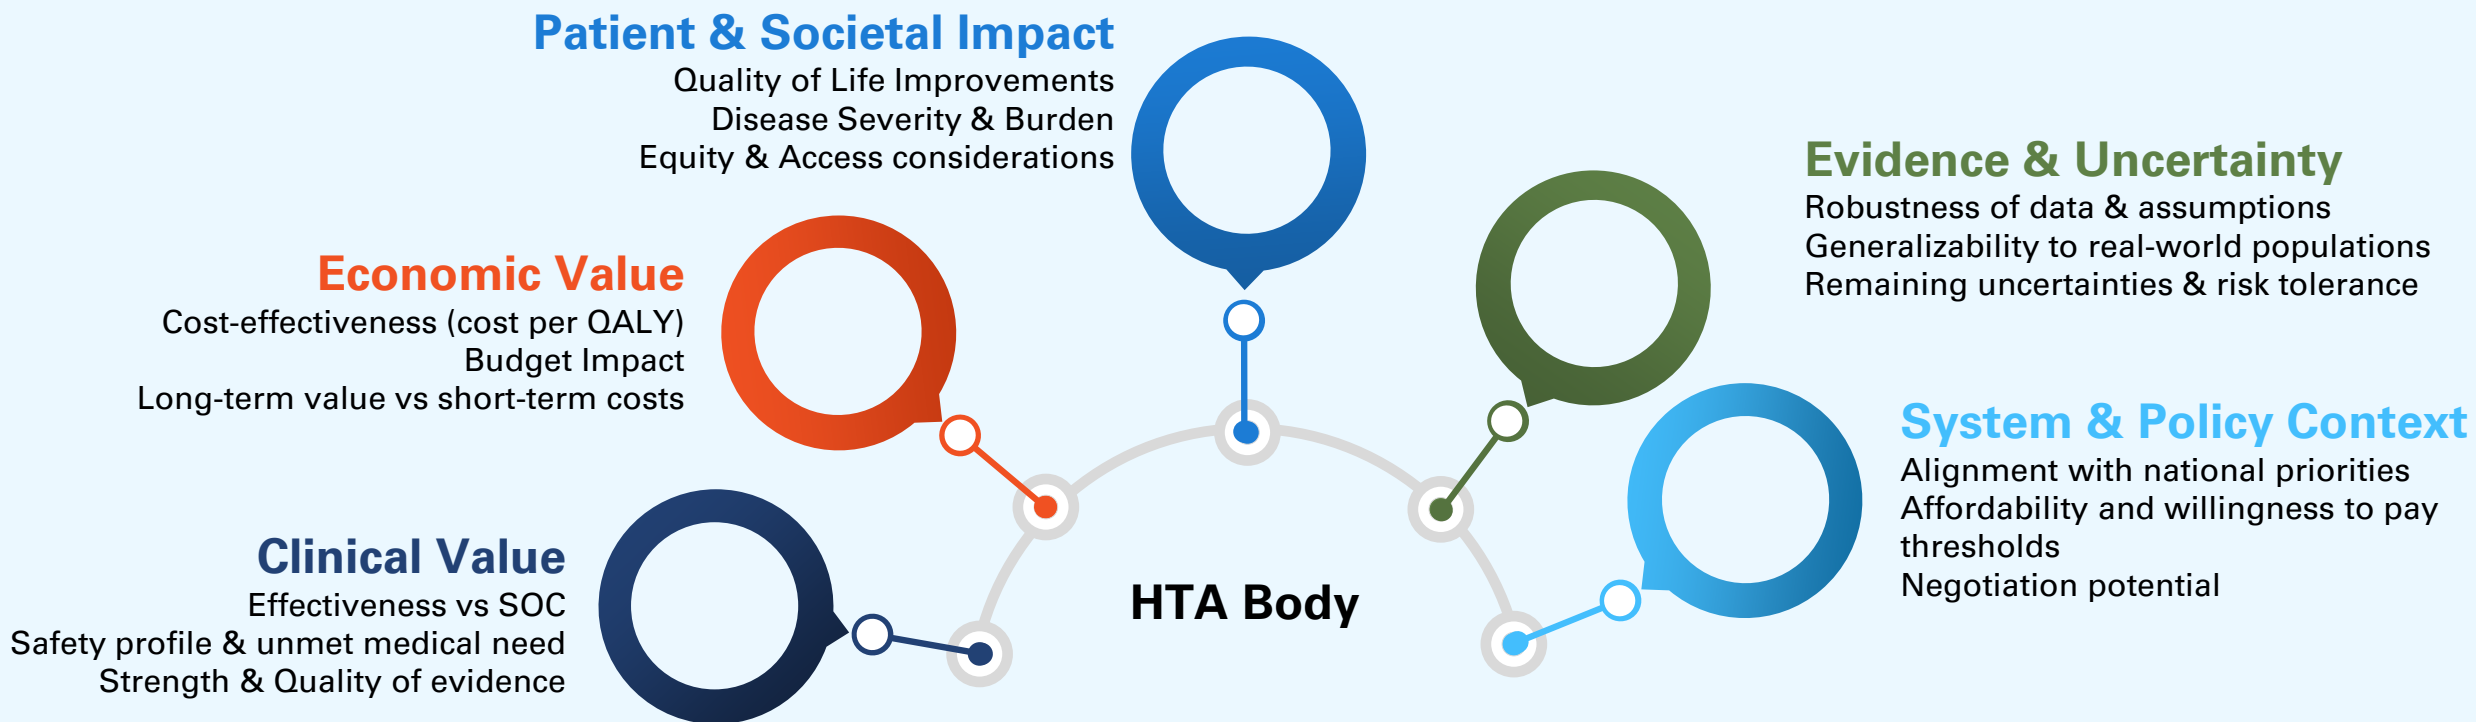 Patient & Societal Impact
Quality of Life Improvements
Disease Severity & Burden
Equity & Access considerations
Economic Value
Cost-effectiveness (cost per QALY)
Budget Impact
Long-term value vs short-term costs
Clinical Value
Effectiveness vs SOC
Safety profile & unmet medical need
Strength & Quality of evidence
HTA Body
Evidence & Uncertainty
Robustness of data & assumptions
Generalizability to real-world populations
Remaining uncertainties & risk tolerance
System & Policy Context
Alignment with national priorities
Affordability and willingness to pay
thresholds
Negotiation potential